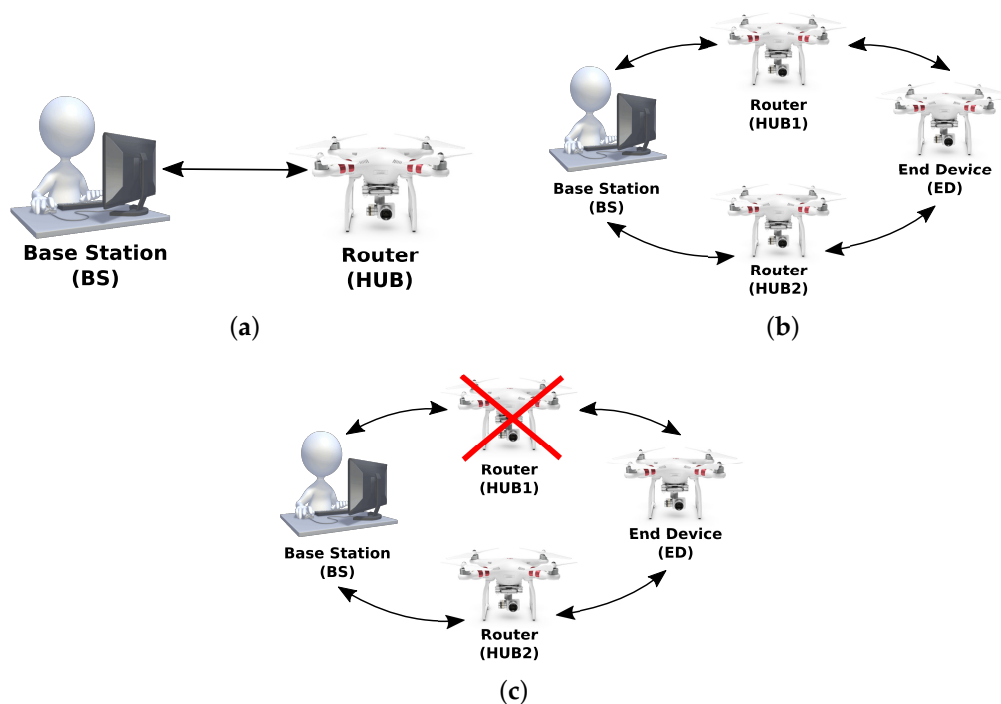 Base Station
(BS)
Router
(HUB)
(a)
Router
(HUB1)
Base Station
(BS)
End Device
(ED)
Router
(HUB2)
(b)
Router
(HUB1)
Base Station
(BS)
End Device
(ED)
Router
(HUB2)
(c)